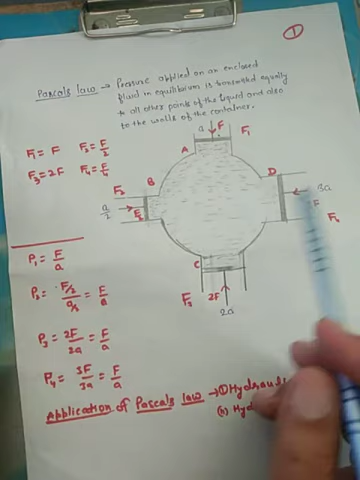 ①
Pascals law → Pressure applied on an enclosed
fluid in equilibrium is transmitted equally
to all other points of the liquid and also
to the walls of the container.
F₁ = F F₂ = F/2
F₃ = 2F
a F F₁
A
B
D
F₂
a/2
3a
F
F₄
C
F₃ 2F
2a
P₁ = F/a
P₂ = F/2 / a/2 = F/a
P₃ = 2F/2a = F/a
P₄ = 3F/3a = F/a
Application of Pascals law → (i) Hydraul
(ii) Hyd